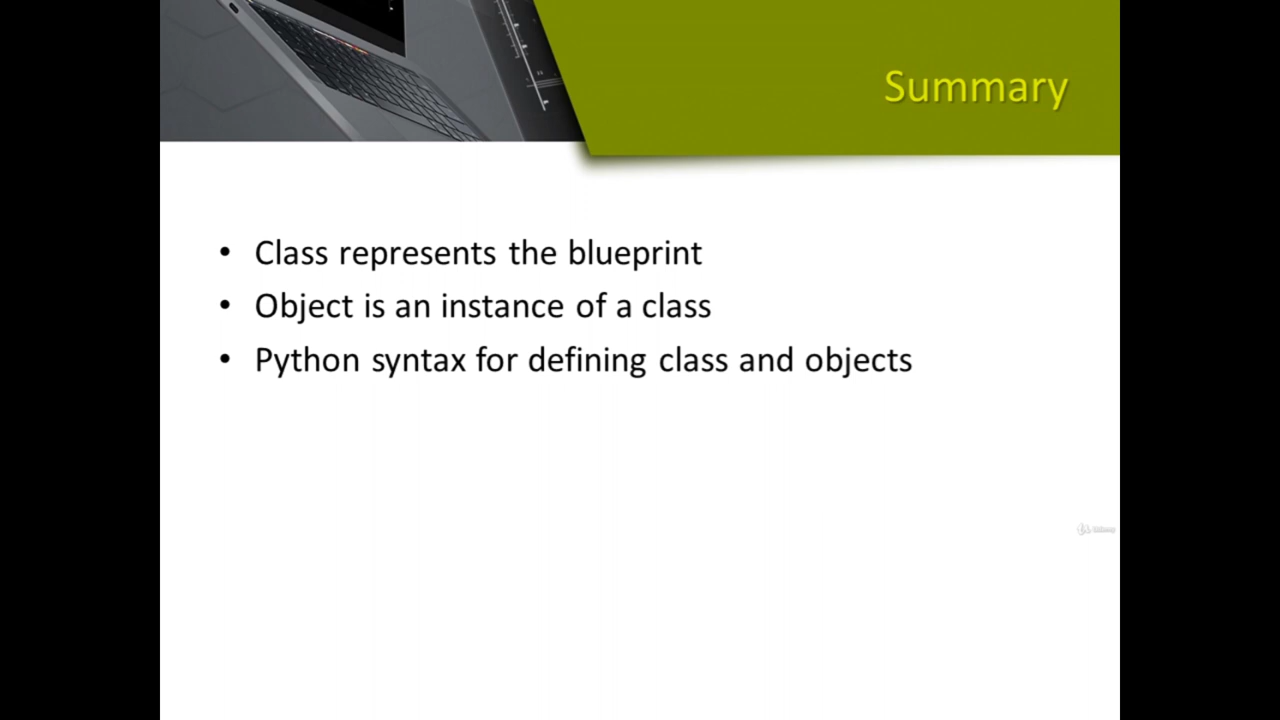 Summary
• Class represents the blueprint
• Object is an instance of a class
• Python syntax for defining class and objects